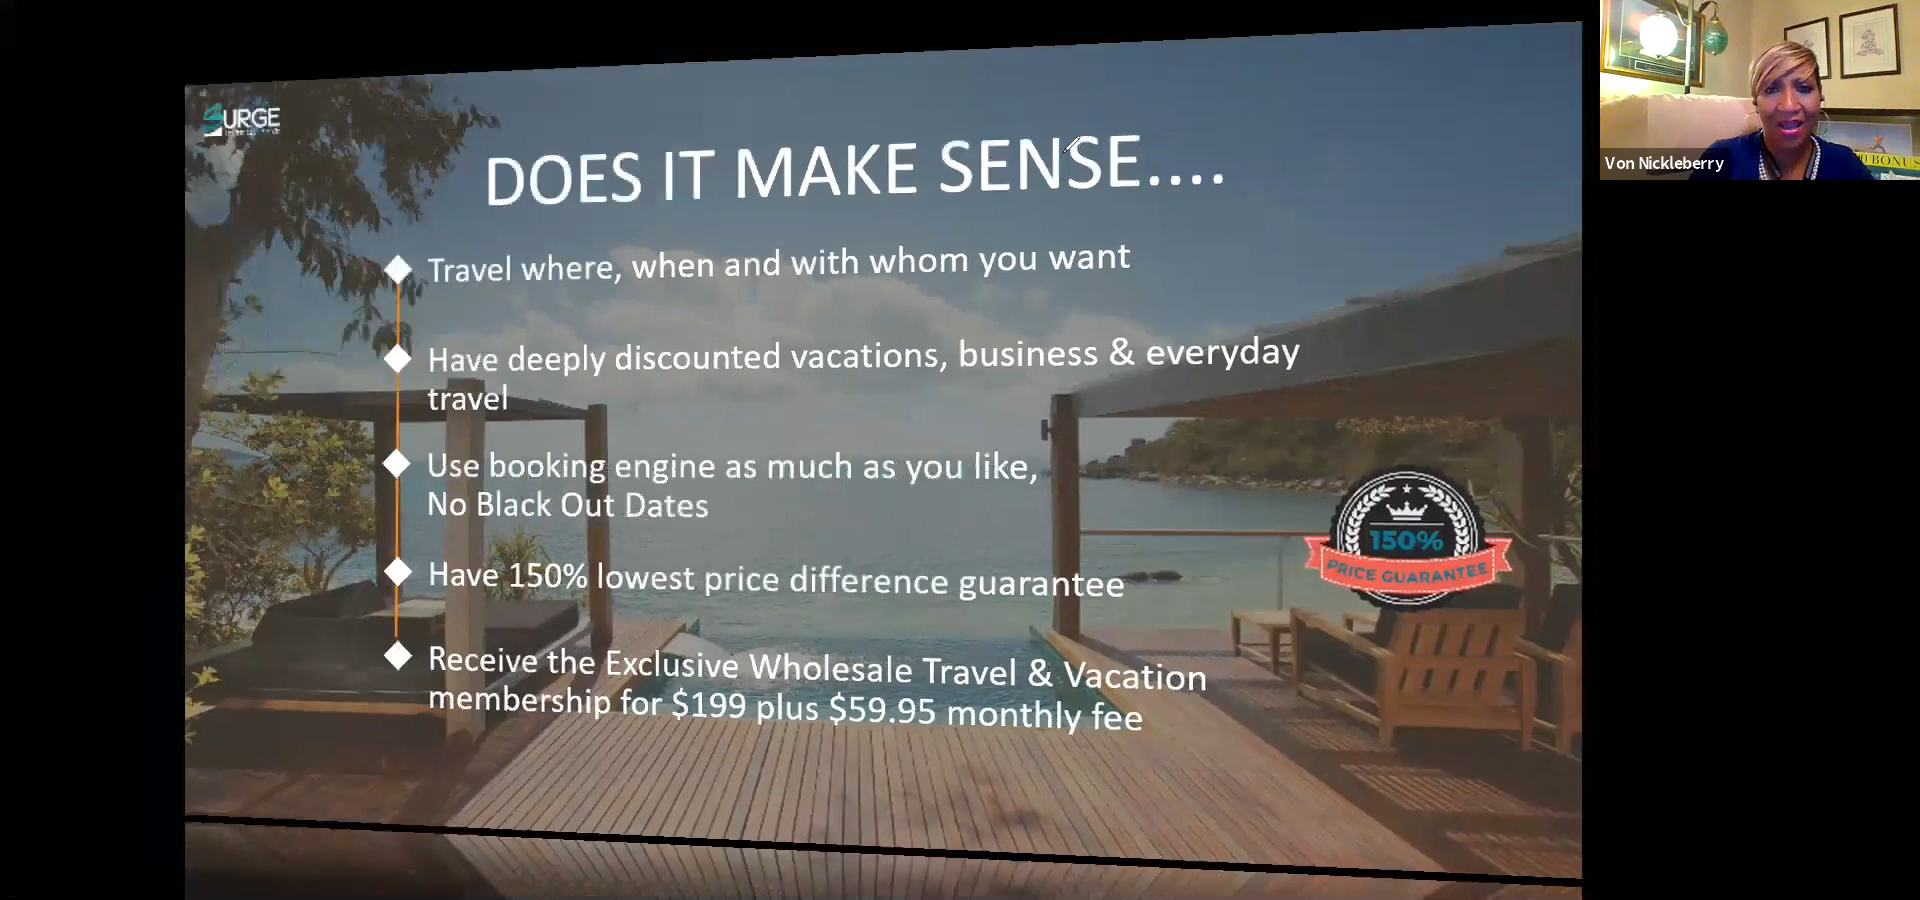 SURGE
DOES IT MAKE SENSE....
Travel where, when and with whom you want
Have deeply discounted vacations, business & everyday
travel
Use booking engine as much as you like,
No Black Out Dates
Have 150% lowest price difference guarantee
150%
PRICE GUARANTEE
Receive the Exclusive Wholesale Travel & Vacation
membership for $199 plus $59.95 monthly fee
Von Nickleberry
BONUS